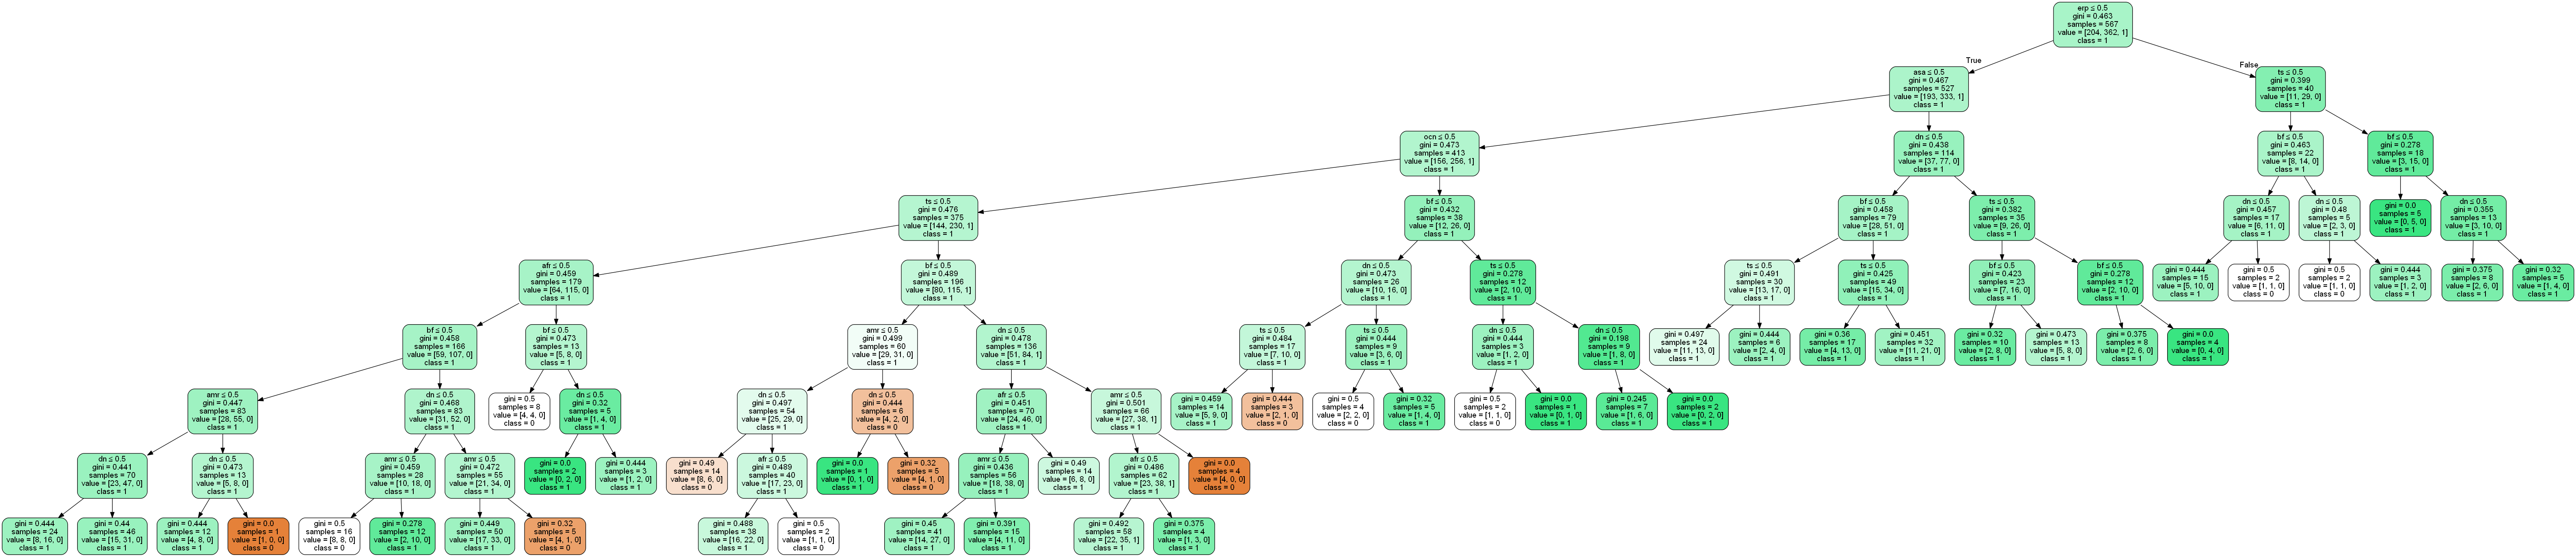 erp ≤ 0.5
gini = 0.463
samples = 567
value = [204, 362, 1]
class = 1
True
False
asa ≤ 0.5
gini = 0.467
samples = 527
value = [193, 333, 1]
class = 1
ts ≤ 0.5
gini = 0.399
samples = 40
value = [11, 29, 0]
class = 1
ocn ≤ 0.5
gini = 0.473
samples = 413
value = [156, 256, 1]
class = 1
dn ≤ 0.5
gini = 0.438
samples = 114
value = [37, 77, 0]
class = 1
bf ≤ 0.5
gini = 0.463
samples = 22
value = [8, 14, 0]
class = 1
bf ≤ 0.5
gini = 0.278
samples = 18
value = [3, 15, 0]
class = 1
ts ≤ 0.5
gini = 0.476
samples = 375
value = [144, 230, 1]
class = 1
bf ≤ 0.5
gini = 0.432
samples = 38
value = [12, 26, 0]
class = 1
bf ≤ 0.5
gini = 0.458
samples = 79
value = [28, 51, 0]
class = 1
ts ≤ 0.5
gini = 0.382
samples = 35
value = [9, 26, 0]
class = 1
dn ≤ 0.5
gini = 0.457
samples = 17
value = [6, 11, 0]
class = 1
dn ≤ 0.5
gini = 0.48
samples = 5
value = [2, 3, 0]
class = 1
gini = 0.0
samples = 5
value = [0, 5, 0]
class = 1
dn ≤ 0.5
gini = 0.355
samples = 13
value = [3, 10, 0]
class = 1
afr ≤ 0.5
gini = 0.459
samples = 179
value = [64, 115, 0]
class = 1
bf ≤ 0.5
gini = 0.489
samples = 196
value = [80, 115, 1]
class = 1
dn ≤ 0.5
gini = 0.473
samples = 26
value = [10, 16, 0]
class = 1
ts ≤ 0.5
gini = 0.278
samples = 12
value = [2, 10, 0]
class = 1
ts ≤ 0.5
gini = 0.491
samples = 30
value = [13, 17, 0]
class = 1
ts ≤ 0.5
gini = 0.425
samples = 49
value = [15, 34, 0]
class = 1
bf ≤ 0.5
gini = 0.423
samples = 23
value = [7, 16, 0]
class = 1
bf ≤ 0.5
gini = 0.278
samples = 12
value = [2, 10, 0]
class = 1
gini = 0.444
samples = 15
value = [5, 10, 0]
class = 1
gini = 0.5
samples = 2
value = [1, 1, 0]
class = 0
gini = 0.5
samples = 2
value = [1, 1, 0]
class = 0
gini = 0.444
samples = 3
value = [1, 2, 0]
class = 1
gini = 0.375
samples = 8
value = [2, 6, 0]
class = 1
gini = 0.32
samples = 5
value = [1, 4, 0]
class = 1
bf ≤ 0.5
gini = 0.458
samples = 166
value = [59, 107, 0]
class = 1
bf ≤ 0.5
gini = 0.473
samples = 13
value = [5, 8, 0]
class = 1
amr ≤ 0.5
gini = 0.499
samples = 60
value = [29, 31, 0]
class = 1
dn ≤ 0.5
gini = 0.478
samples = 136
value = [51, 84, 1]
class = 1
ts ≤ 0.5
gini = 0.484
samples = 17
value = [7, 10, 0]
class = 1
ts ≤ 0.5
gini = 0.444
samples = 9
value = [3, 6, 0]
class = 1
dn ≤ 0.5
gini = 0.444
samples = 3
value = [1, 2, 0]
class = 1
dn ≤ 0.5
gini = 0.198
samples = 9
value = [1, 8, 0]
class = 1
gini = 0.497
samples = 24
value = [11, 13, 0]
class = 1
gini = 0.444
samples = 6
value = [2, 4, 0]
class = 1
gini = 0.36
samples = 17
value = [4, 13, 0]
class = 1
gini = 0.451
samples = 32
value = [11, 21, 0]
class = 1
gini = 0.32
samples = 10
value = [2, 8, 0]
class = 1
gini = 0.473
samples = 13
value = [5, 8, 0]
class = 1
gini = 0.375
samples = 8
value = [2, 6, 0]
class = 1
gini = 0.0
samples = 4
value = [0, 4, 0]
class = 1
amr ≤ 0.5
gini = 0.447
samples = 83
value = [28, 55, 0]
class = 1
dn ≤ 0.5
gini = 0.468
samples = 83
value = [31, 52, 0]
class = 1
gini = 0.5
samples = 8
value = [4, 4, 0]
class = 0
dn ≤ 0.5
gini = 0.32
samples = 5
value = [1, 4, 0]
class = 1
dn ≤ 0.5
gini = 0.497
samples = 54
value = [25, 29, 0]
class = 1
dn ≤ 0.5
gini = 0.444
samples = 6
value = [4, 2, 0]
class = 0
afr ≤ 0.5
gini = 0.451
samples = 70
value = [24, 46, 0]
class = 1
amr ≤ 0.5
gini = 0.501
samples = 66
value = [27, 38, 1]
class = 1
gini = 0.459
samples = 14
value = [5, 9, 0]
class = 1
gini = 0.444
samples = 3
value = [2, 1, 0]
class = 0
gini = 0.5
samples = 4
value = [2, 2, 0]
class = 0
gini = 0.32
samples = 5
value = [1, 4, 0]
class = 1
gini = 0.5
samples = 2
value = [1, 1, 0]
class = 0
gini = 0.0
samples = 1
value = [0, 1, 0]
class = 1
gini = 0.245
samples = 7
value = [1, 6, 0]
class = 1
gini = 0.0
samples = 2
value = [0, 2, 0]
class = 1
dn ≤ 0.5
gini = 0.441
samples = 70
value = [23, 47, 0]
class = 1
dn ≤ 0.5
gini = 0.473
samples = 13
value = [5, 8, 0]
class = 1
amr ≤ 0.5
gini = 0.459
samples = 28
value = [10, 18, 0]
class = 1
amr ≤ 0.5
gini = 0.472
samples = 55
value = [21, 34, 0]
class = 1
gini = 0.0
samples = 2
value = [0, 2, 0]
class = 1
gini = 0.444
samples = 3
value = [1, 2, 0]
class = 1
gini = 0.49
samples = 14
value = [8, 6, 0]
class = 0
afr ≤ 0.5
gini = 0.489
samples = 40
value = [17, 23, 0]
class = 1
gini = 0.0
samples = 1
value = [0, 1, 0]
class = 1
gini = 0.32
samples = 5
value = [4, 1, 0]
class = 0
amr ≤ 0.5
gini = 0.436
samples = 56
value = [18, 38, 0]
class = 1
gini = 0.49
samples = 14
value = [6, 8, 0]
class = 1
afr ≤ 0.5
gini = 0.486
samples = 62
value = [23, 38, 1]
class = 1
gini = 0.0
samples = 4
value = [4, 0, 0]
class = 0
gini = 0.444
samples = 24
value = [8, 16, 0]
class = 1
gini = 0.44
samples = 46
value = [15, 31, 0]
class = 1
gini = 0.444
samples = 12
value = [4, 8, 0]
class = 1
gini = 0.0
samples = 1
value = [1, 0, 0]
class = 0
gini = 0.5
samples = 16
value = [8, 8, 0]
class = 0
gini = 0.278
samples = 12
value = [2, 10, 0]
class = 1
gini = 0.449
samples = 50
value = [17, 33, 0]
class = 1
gini = 0.32
samples = 5
value = [4, 1, 0]
class = 0
gini = 0.488
samples = 38
value = [16, 22, 0]
class = 1
gini = 0.5
samples = 2
value = [1, 1, 0]
class = 0
gini = 0.45
samples = 41
value = [14, 27, 0]
class = 1
gini = 0.391
samples = 15
value = [4, 11, 0]
class = 1
gini = 0.492
samples = 58
value = [22, 35, 1]
class = 1
gini = 0.375
samples = 4
value = [1, 3, 0]
class = 1